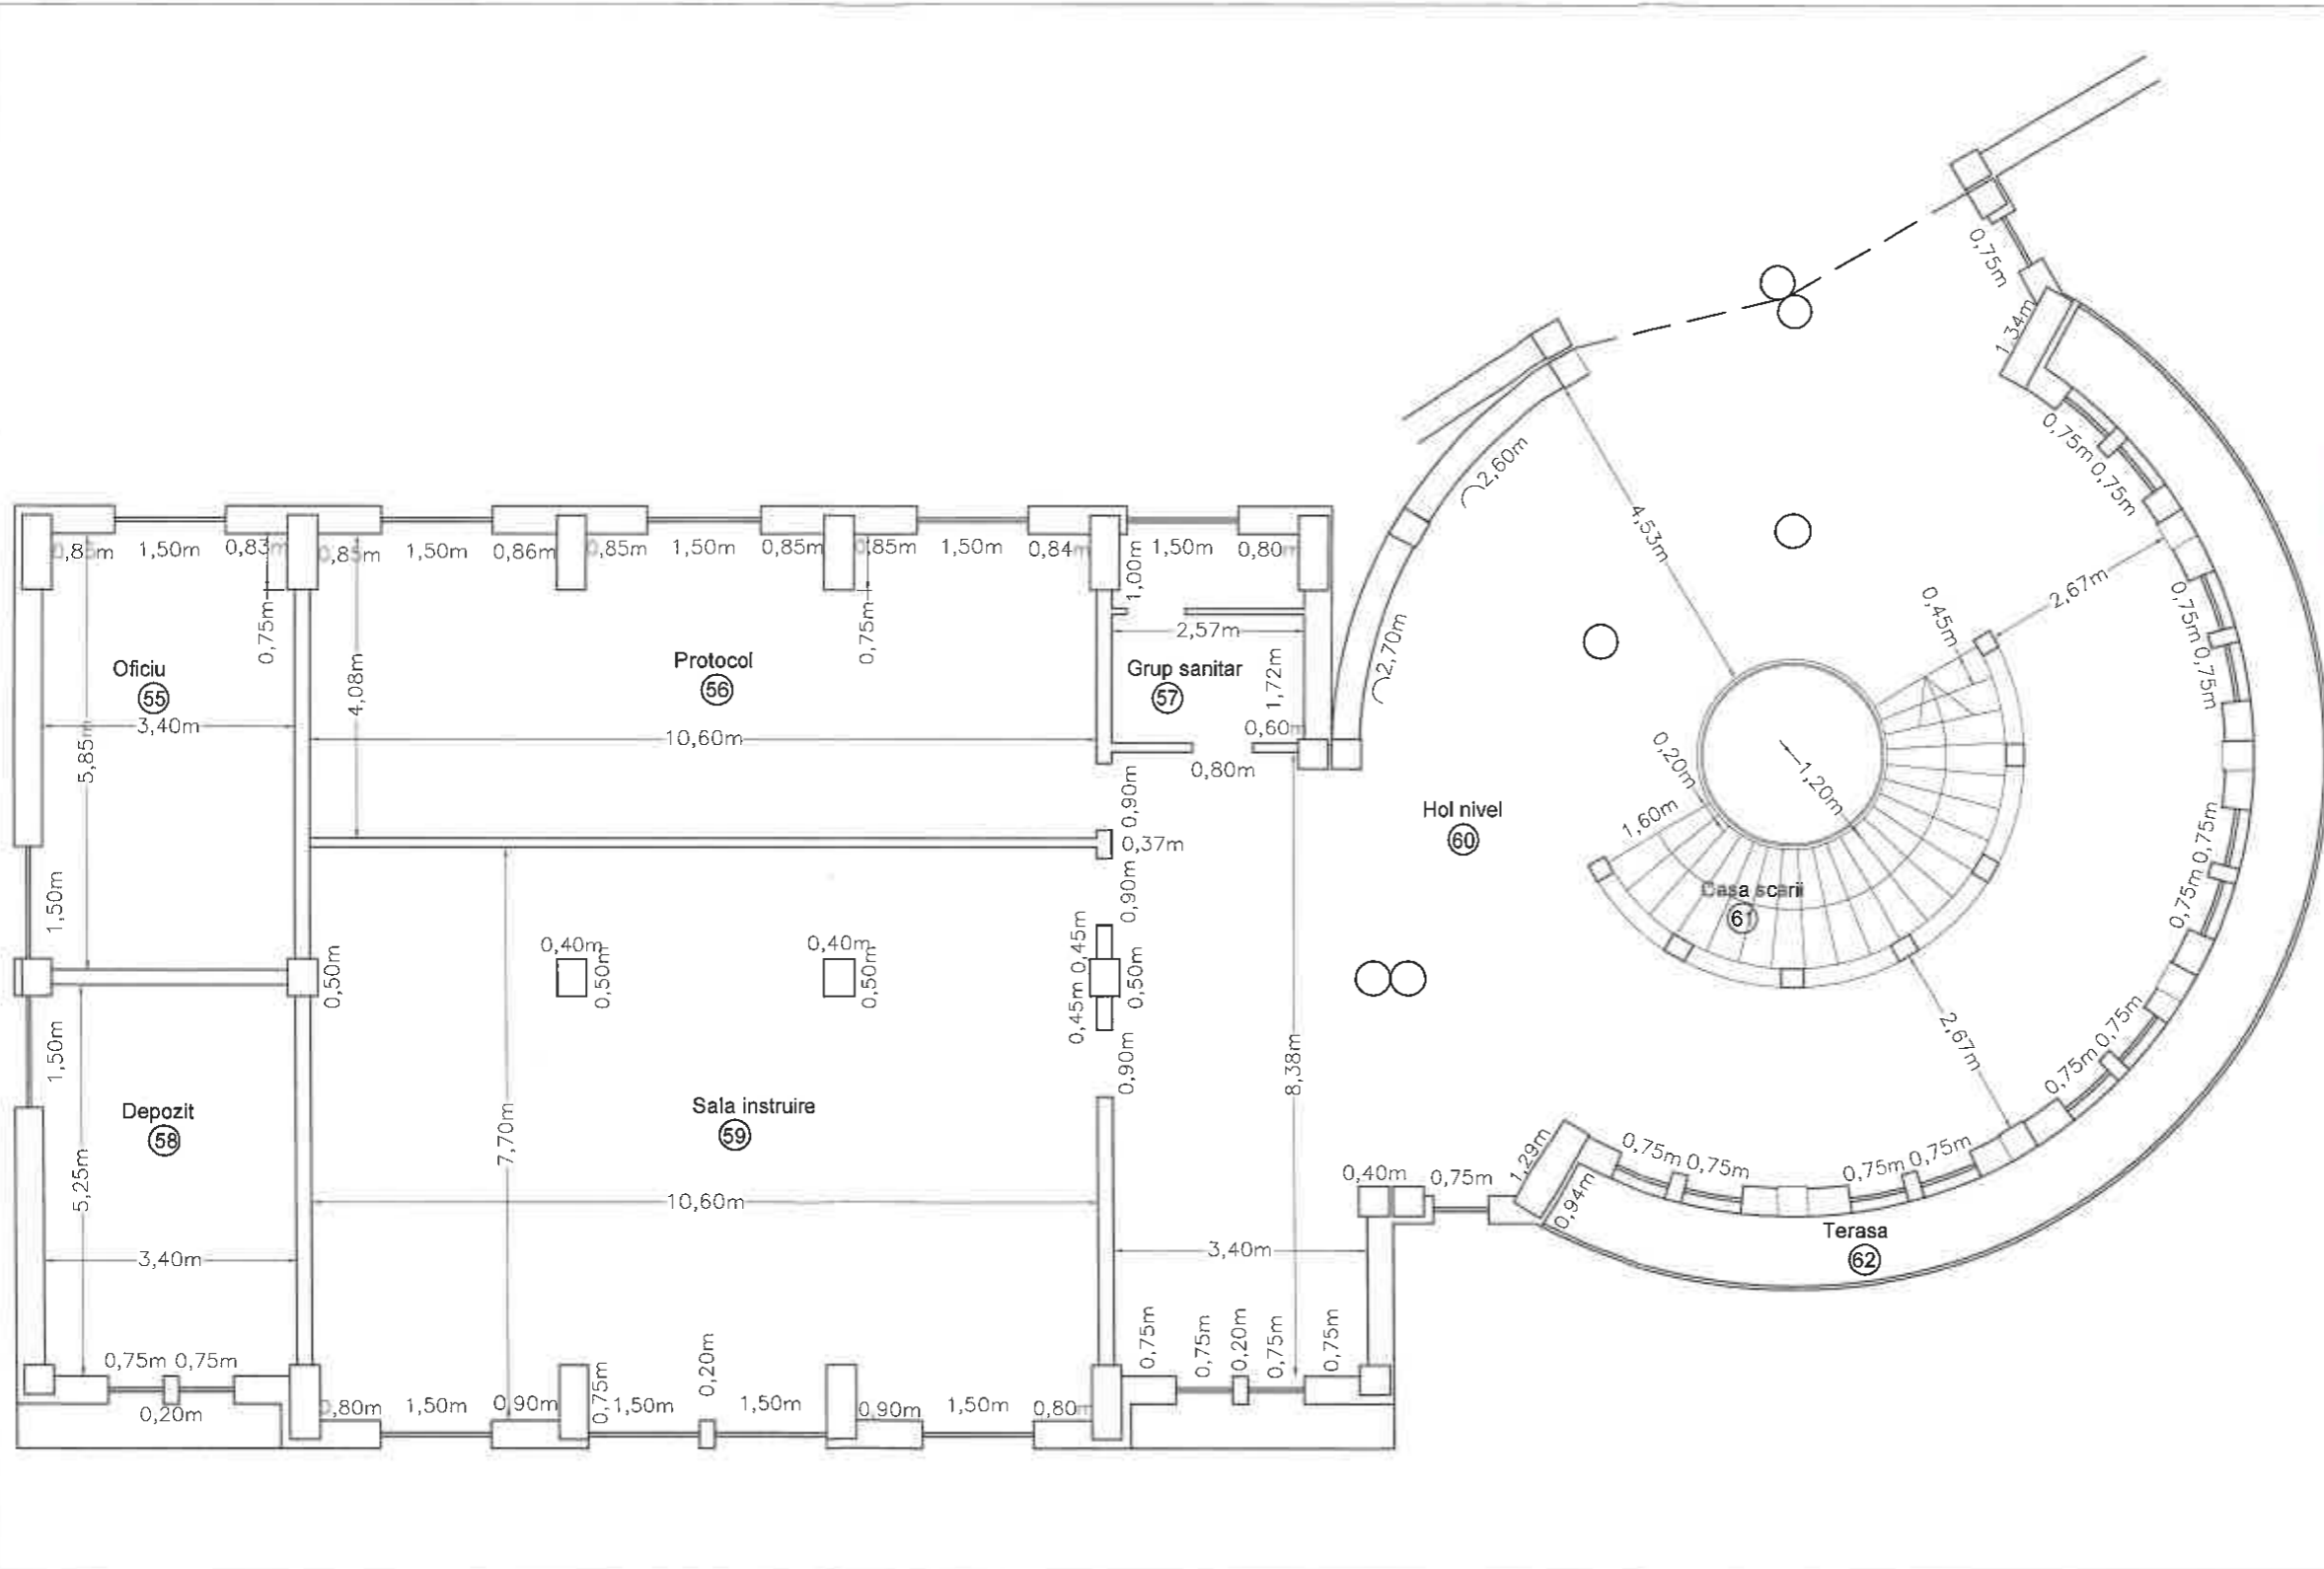 0,75m
1,34m
0,75m 0,75m
2,60m
4,53m
0,85m 1,50m 0,83m 0,85m 1,50m 0,86m 0,85m 1,50m 0,85m 0,85m 1,50m 0,84m 1,50m 0,80m
1,00m
0,75m
0,75m
2,67m
0,45m
0,75m 0,75m
2,57m
2,70m
Oficiu
55
3,40m
5,85m
4,08m
Protocol
56
10,60m
Grup sanitar
57
1,72m
0,60m
0,80m
0,90m
0,37m
0,90m
0,20m
1,60m
1,20m
Hol nivel
60
Casa scarii
61
0,75m 0,75m
1,50m
0,50m
0,40m
0,50m
0,40m
0,50m
0,45m 0,45m
0,50m
0,90m
1,50m
8,38m
2,67m
0,75m 0,75m
Depozit
58
5,25m
3,40m
Sala instruire
59
7,70m
10,60m
3,40m
0,40m
0,75m
1,29m
0,94m
0,75m 0,75m
0,75m 0,75m
Terasa
62
0,75m 0,75m
0,20m
0,80m 1,50m 0,90m 0,75m 1,50m 0,20m 1,50m 0,90m 1,50m 0,80m
0,75m 0,75m 0,20m 0,75m 0,75m